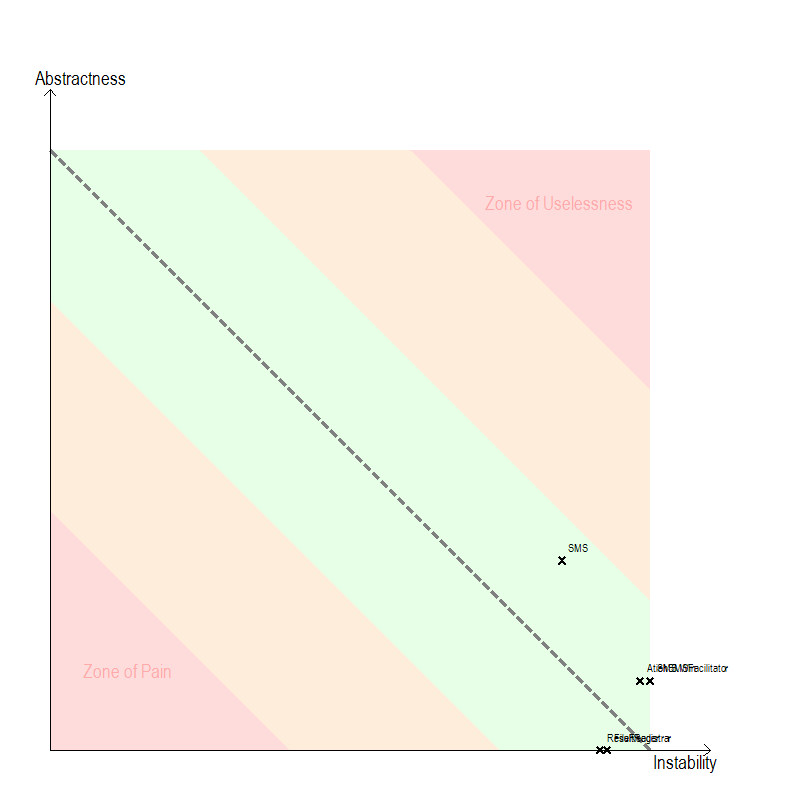 Abstractness
Zone of Uselessness
SMS
Zone of Pain
Instability